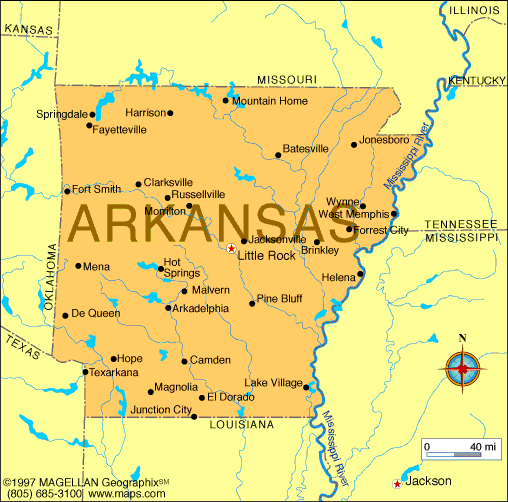 ILLINOIS
KANSAS
MISSOURI
KENTUCKY
Mountain Home
Springdale
Harrison
Fayetteville
Mississippi River
Jonesboro
Batesville
Clarksville
Fort Smith
Russellville
Morrilton
Wynne
West Memphis
ARKANSAS
Forrest City
TENNESSEE
MISSISSIPPI
Jacksonville
Brinkley
Little Rock
OKLAHOMA
Mena
Hot
Springs
Helena
Malvern
Pine Bluff
Arkadelphia
De Queen
TEXAS
N
Hope
Camden
Texarkana
Magnolia
Lake Village
El Dorado
Junction City
LOUISIANA
Mississippi River
0 40 mi
Jackson
©1997 MAGELLAN Geographix℠
(805) 685-3100 www.maps.com